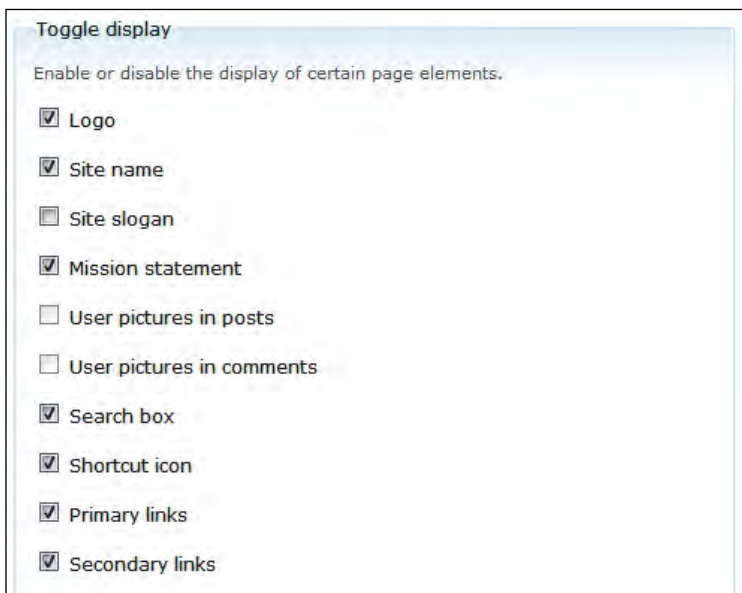 Toggle display
Enable or disable the display of certain page elements.
Logo
Site name
Site slogan
Mission statement
User pictures in posts
User pictures in comments
Search box
Shortcut icon
Primary links
Secondary links